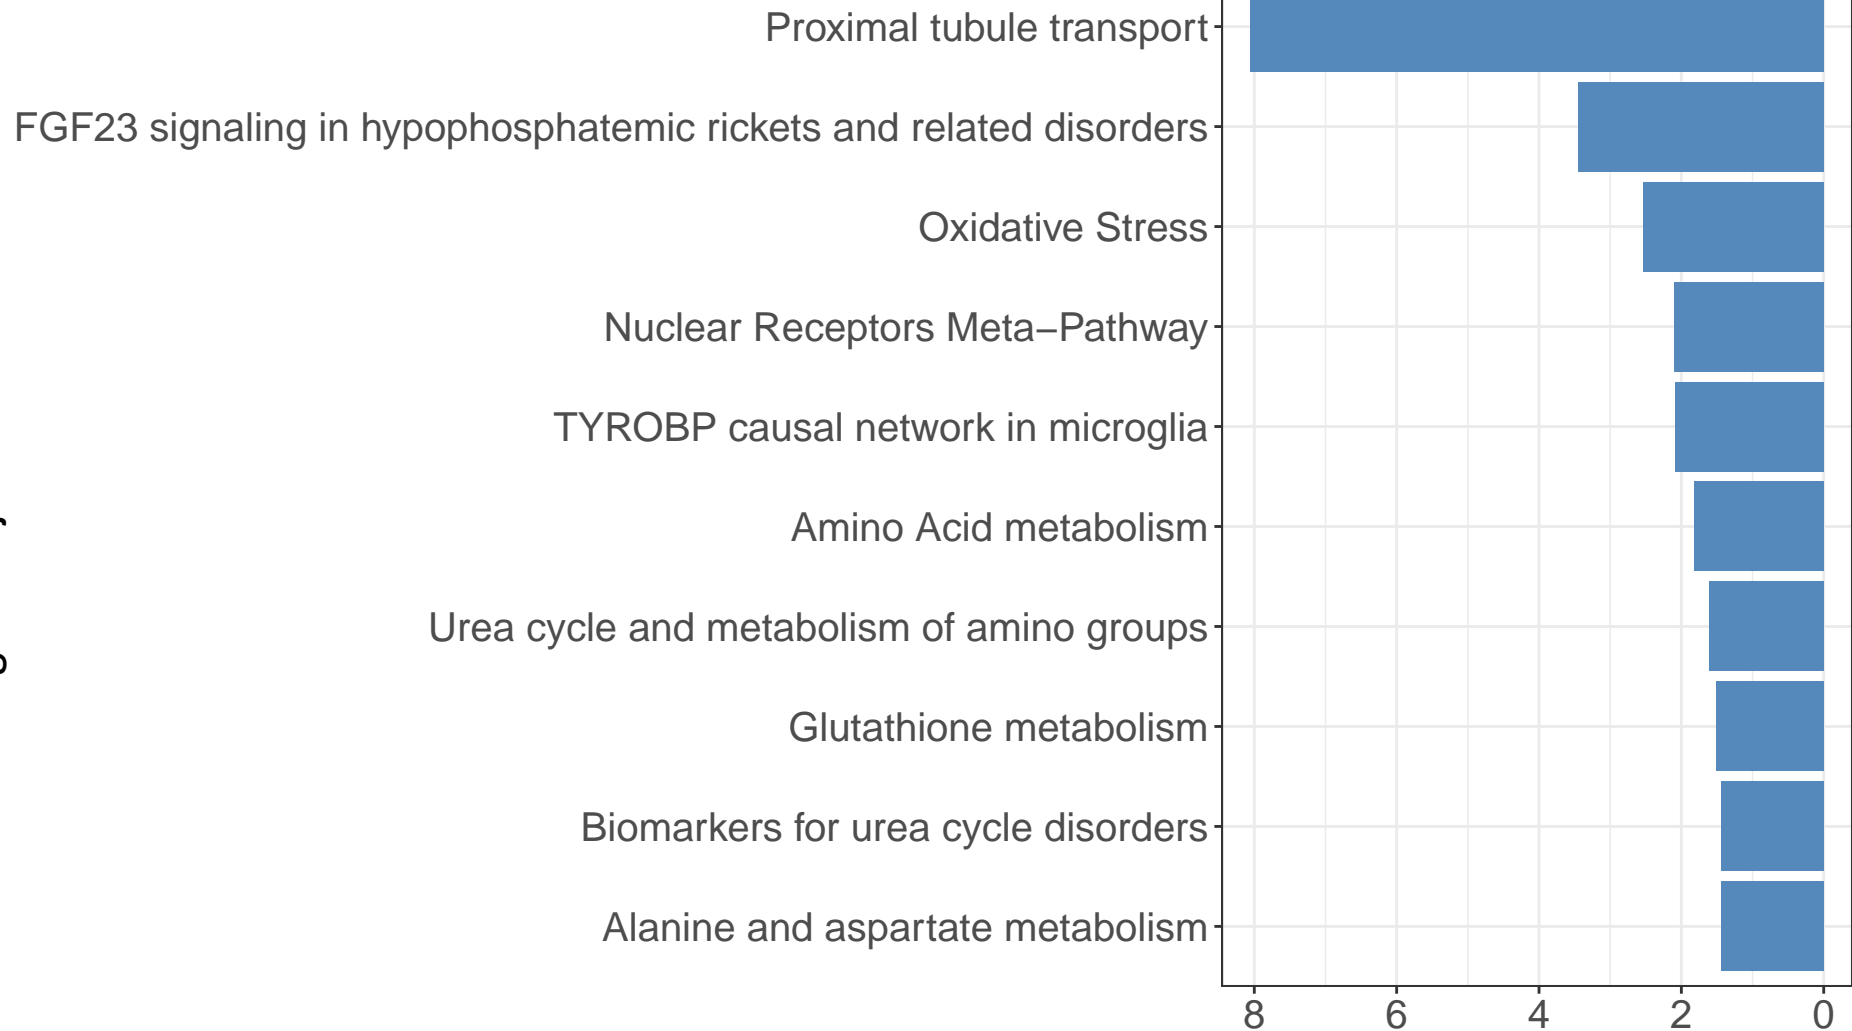 Proximal tubule transport
FGF23 signaling in hypophosphatemic rickets and related disorders
Oxidative Stress
Nuclear Receptors Meta−Pathway
TYROBP causal network in microglia
Amino Acid metabolism
Urea cycle and metabolism of amino groups
Glutathione metabolism
Biomarkers for urea cycle disorders
Alanine and aspartate metabolism
8 6 4 2 0